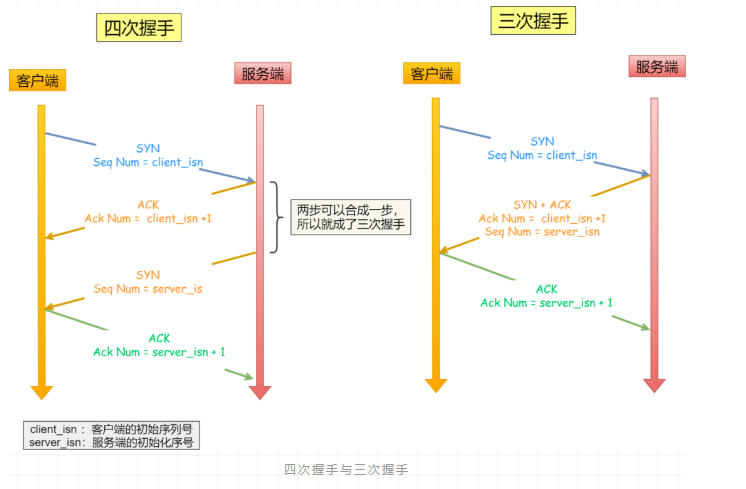 四次握手
三次握手
客户端
服务端
客户端
服务端
SYN
Seq Num = client_isn
ACK
Ack Num =  client_isn +1
SYN
Seq Num = server_is
ACK
Ack Num = server_isn + 1
两步可以合成一步，
所以就成了三次握手
SYN
Seq Num = client_isn
SYN + ACK
Ack Num =  client_isn +1
Seq Num = server_isn
ACK
Ack Num = server_isn + 1
client_isn ：客户端的初始序列号
server_isn：服务端的初始化序号
四次握手与三次握手